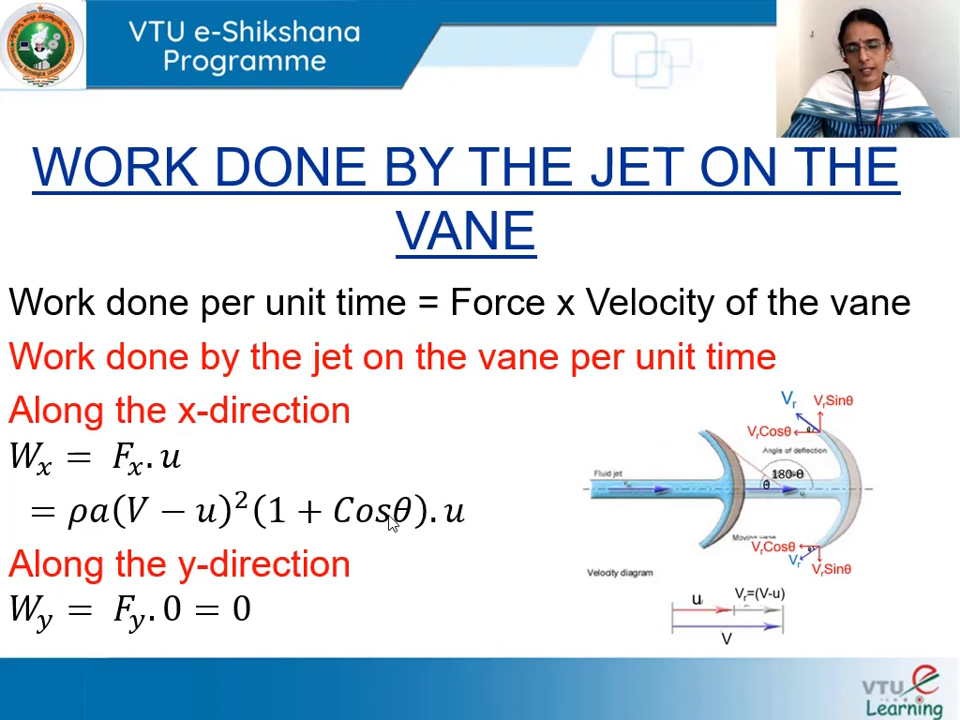 VTU e-Shikshana
Programme
WORK DONE BY THE JET ON THE
VANE
Work done per unit time = Force x Velocity of the vane
Work done by the jet on the vane per unit time
Along the x-direction
Wₓ = Fₓ.u
= ρa(V − u)²(1 + Cosθ).u
Along the y-direction
W_y = F_y.0 = 0
Vr
VrSinθ
VrCosθ
Angle of deflection
180-θ
θ
Fluid jet
u
VrCosθ
Vr
VrSinθ
Velocity diagram
u
Vr=(V-u)
V
VTU e
Learning